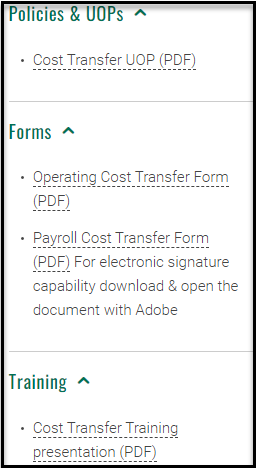 Policies & UOPs
• Cost Transfer UOP (PDF)
Forms
• Operating Cost Transfer Form
(PDF)
• Payroll Cost Transfer Form
(PDF) For electronic signature
capability download & open the
document with Adobe
Training
• Cost Transfer Training
presentation (PDF)